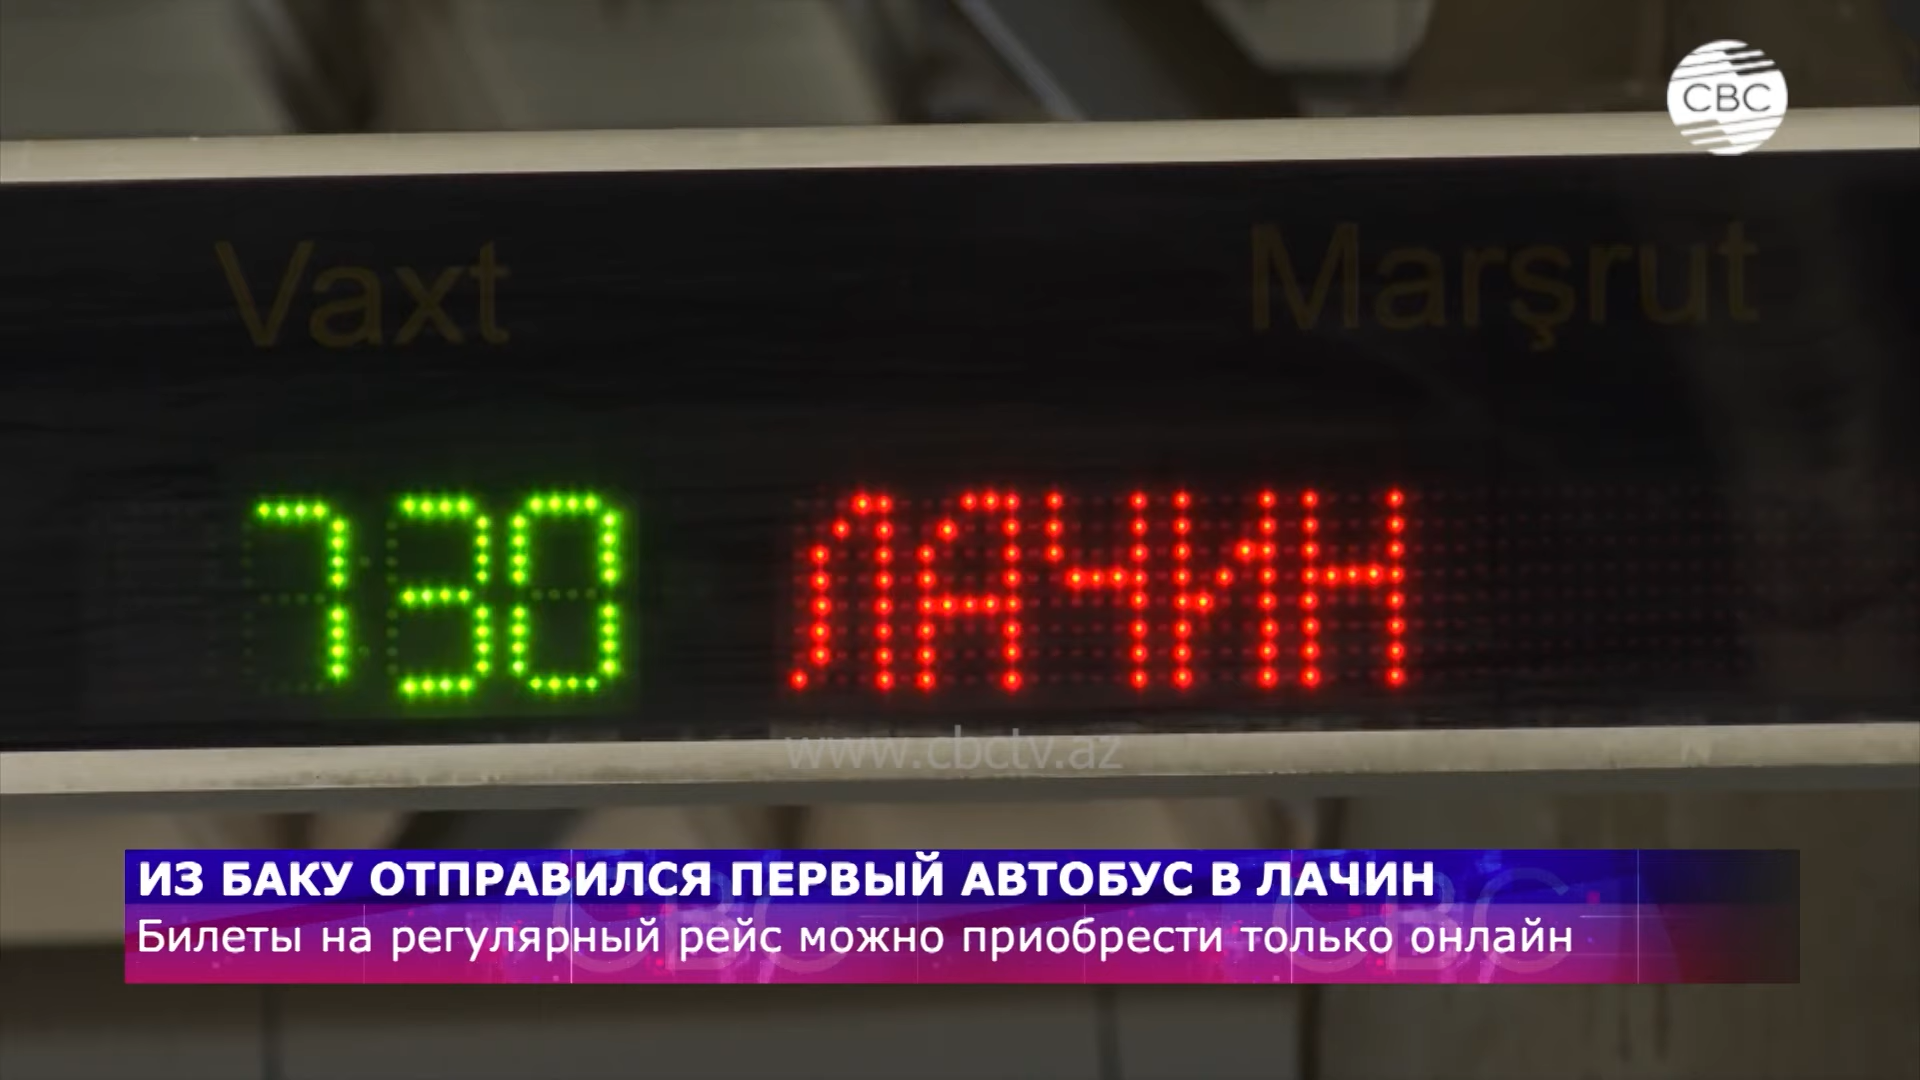 CBC
Vaxt Marşrut
730 ЛАЧИН
www.cbctv.az
ИЗ БАКУ ОТПРАВИЛСЯ ПЕРВЫЙ АВТОБУС В ЛАЧИН
Билеты на регулярный рейс можно приобрести только онлайн